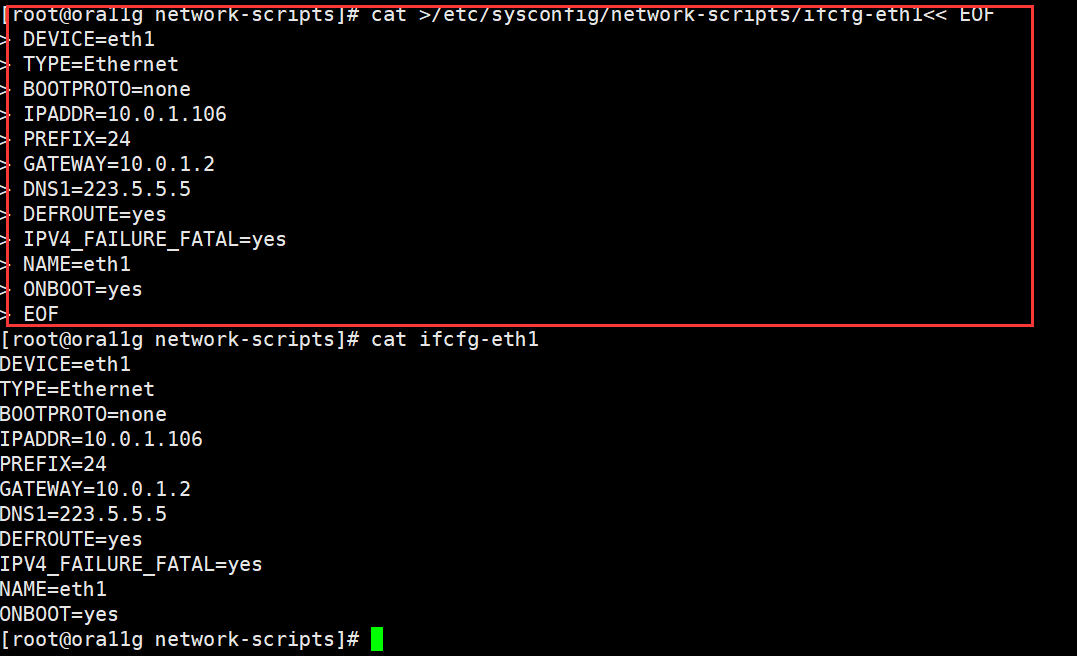 [root@ora11g network-scripts]# cat >/etc/sysconfig/network-scripts/ifcfg-eth1<< EOF
> DEVICE=eth1
> TYPE=Ethernet
> BOOTPROTO=none
> IPADDR=10.0.1.106
> PREFIX=24
> GATEWAY=10.0.1.2
> DNS1=223.5.5.5
> DEFROUTE=yes
> IPV4_FAILURE_FATAL=yes
> NAME=eth1
> ONBOOT=yes
> EOF
[root@ora11g network-scripts]# cat ifcfg-eth1
DEVICE=eth1
TYPE=Ethernet
BOOTPROTO=none
IPADDR=10.0.1.106
PREFIX=24
GATEWAY=10.0.1.2
DNS1=223.5.5.5
DEFROUTE=yes
IPV4_FAILURE_FATAL=yes
NAME=eth1
ONBOOT=yes
[root@ora11g network-scripts]#